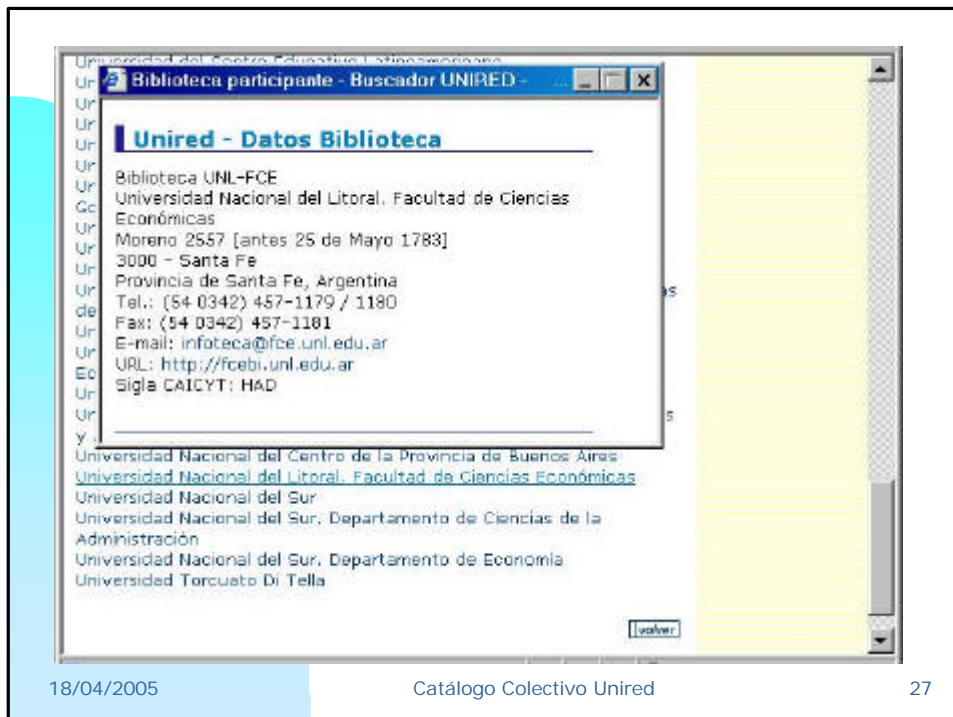 Universidad del Centro Educativo Latinoamericano
Biblioteca participante - Buscador UNIRED - ...
Unired - Datos Biblioteca
Biblioteca UNL-FCE
Universidad Nacional del Litoral. Facultad de Ciencias
Económicas
Moreno 2557 [antes 25 de Mayo 1783]
3000 - Santa Fe
Provincia de Santa Fe, Argentina
Tel.: (54 0342) 457-1179 / 1180
Fax: (54 0342) 457-1181
E-mail: infoteca@fce.unl.edu.ar
URL: http://fcebi.unl.edu.ar
Sigla CAICYT: HAD
Universidad Nacional del Centro de la Provincia de Buenos Aires
Universidad Nacional del Litoral. Facultad de Ciencias Económicas
Universidad Nacional del Sur
Universidad Nacional del Sur. Departamento de Ciencias de la
Administración
Universidad Nacional del Sur. Departamento de Economía
Universidad Torcuato Di Tella
volver
18/04/2005
Catálogo Colectivo Unired
27